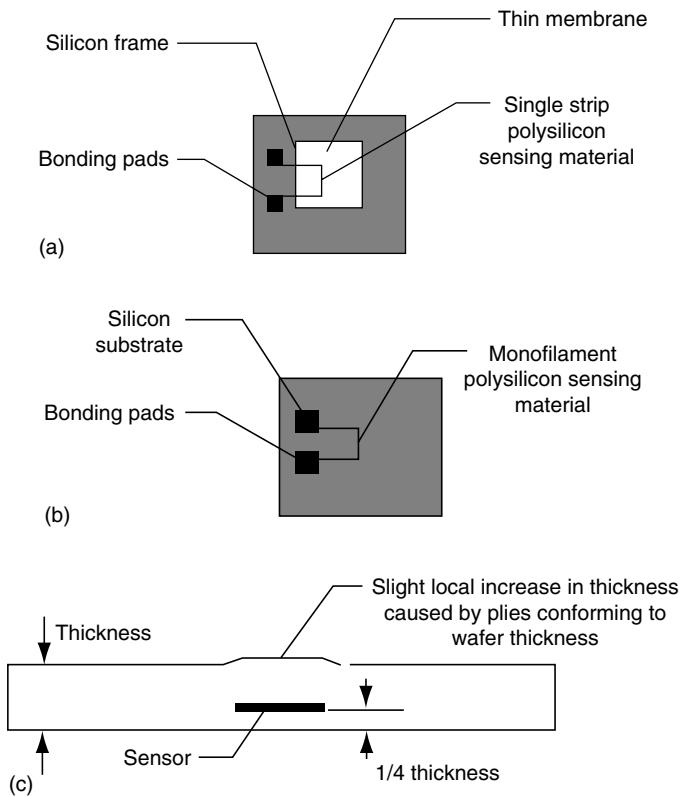 Thin membrane
Silicon frame
Single strip
polysilicon
sensing material
Bonding pads
(a)
Silicon
substrate
Monofilament
polysilicon sensing
material
Bonding pads
(b)
Slight local increase in thickness
caused by plies conforming to
wafer thickness
Thickness
Sensor
1/4 thickness
(c)